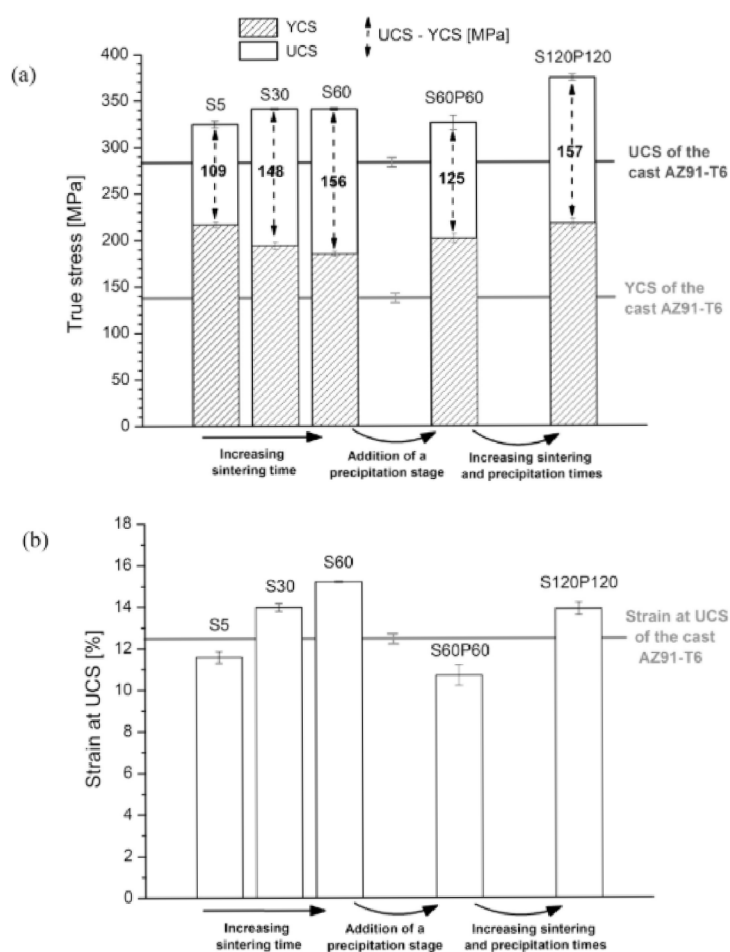 YCS
UCS
UCS - YCS [MPa]
(a)
True stress [MPa]
400
350
300
250
200
150
100
50
0
S5
S30
S60
S60P60
S120P120
109
148
156
125
157
UCS of the
cast AZ91-T6
YCS of the
cast AZ91-T6
Increasing
sintering time
Addition of a
precipitation stage
Increasing sintering
and precipitation times
(b)
Strain at UCS [%]
18
16
14
12
10
8
6
4
2
0
S5
S30
S60
S60P60
S120P120
Strain at UCS
of the cast
AZ91-T6
Increasing
sintering time
Addition of a
precipitation stage
Increasing sintering
and precipitation times